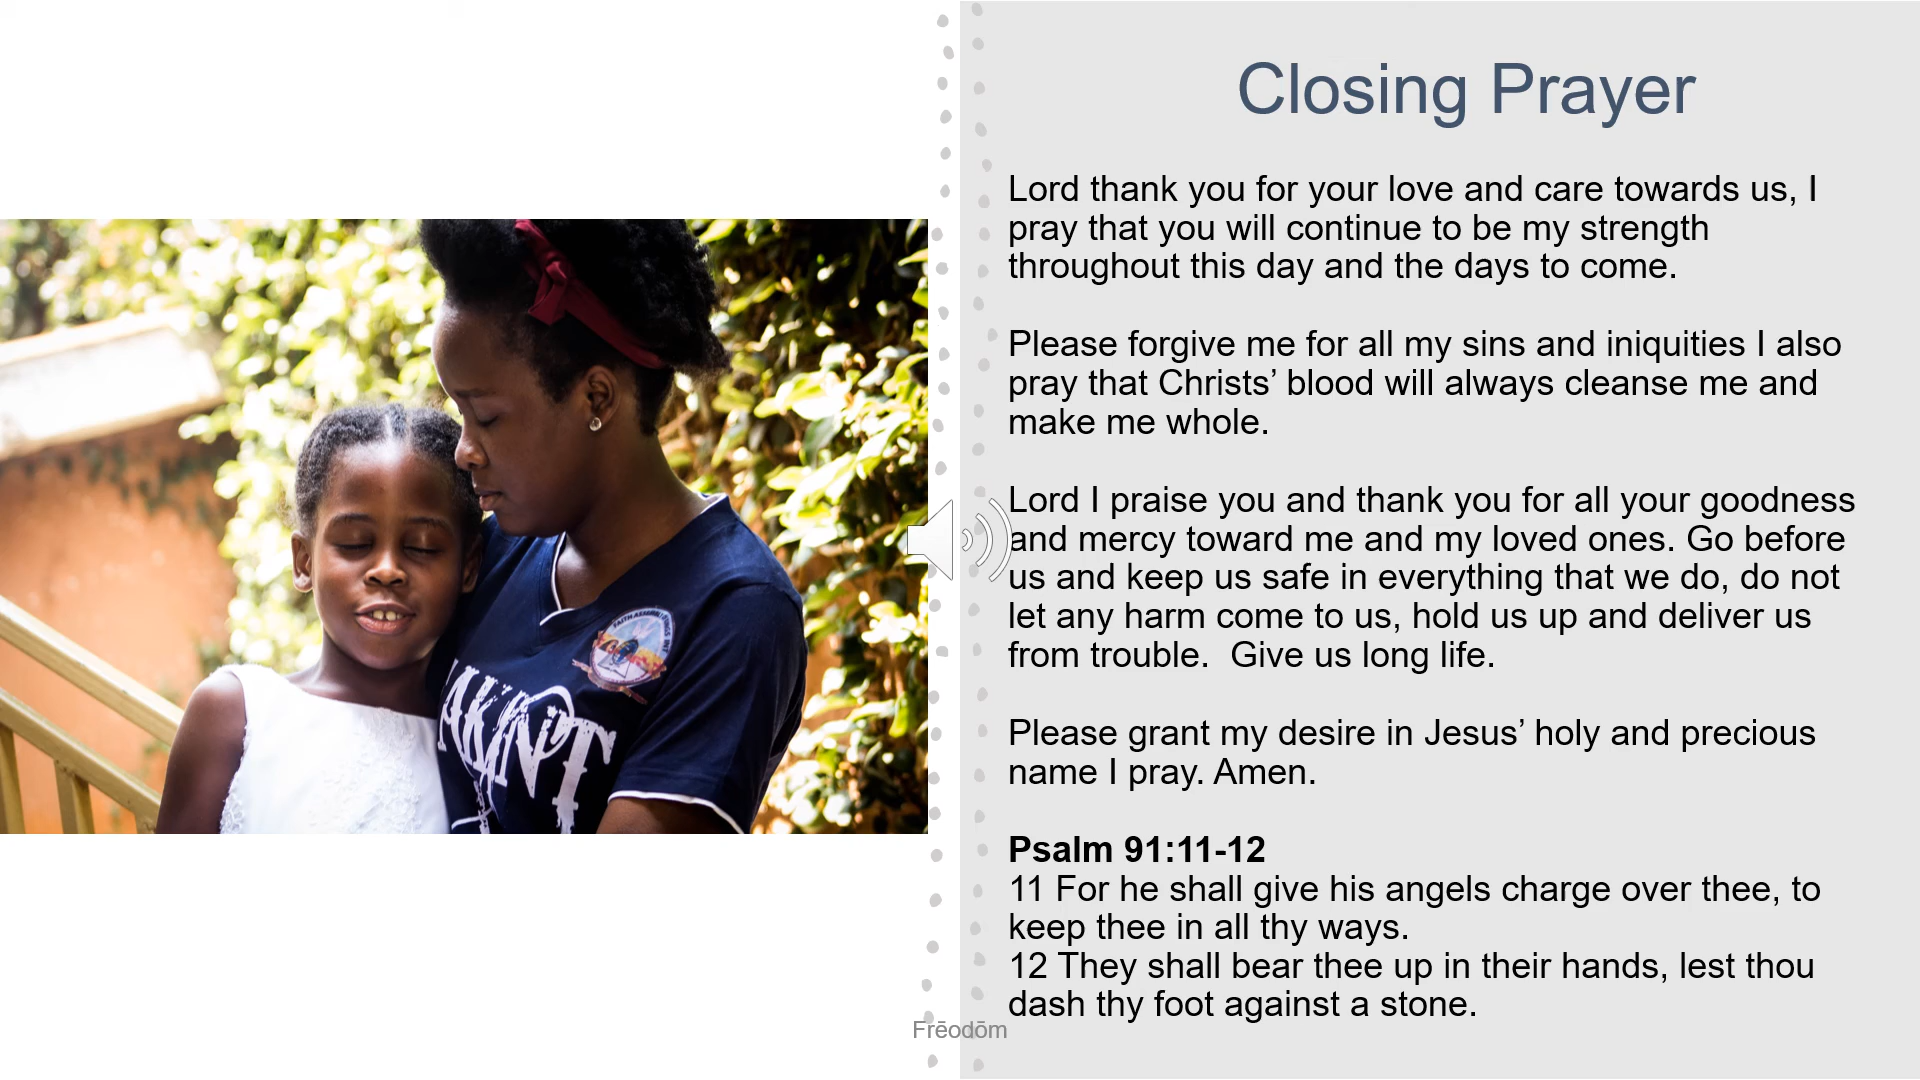 Closing Prayer
Lord thank you for your love and care towards us, I
pray that you will continue to be my strength
throughout this day and the days to come.
Please forgive me for all my sins and iniquities I also
pray that Christs’ blood will always cleanse me and
make me whole.
Lord I praise you and thank you for all your goodness
and mercy toward me and my loved ones. Go before
us and keep us safe in everything that we do, do not
let any harm come to us, hold us up and deliver us
from trouble.  Give us long life.
Please grant my desire in Jesus’ holy and precious
name I pray. Amen.
Psalm 91:11-12
11 For he shall give his angels charge over thee, to
keep thee in all thy ways.
12 They shall bear thee up in their hands, lest thou
dash thy foot against a stone.
Frēodōm